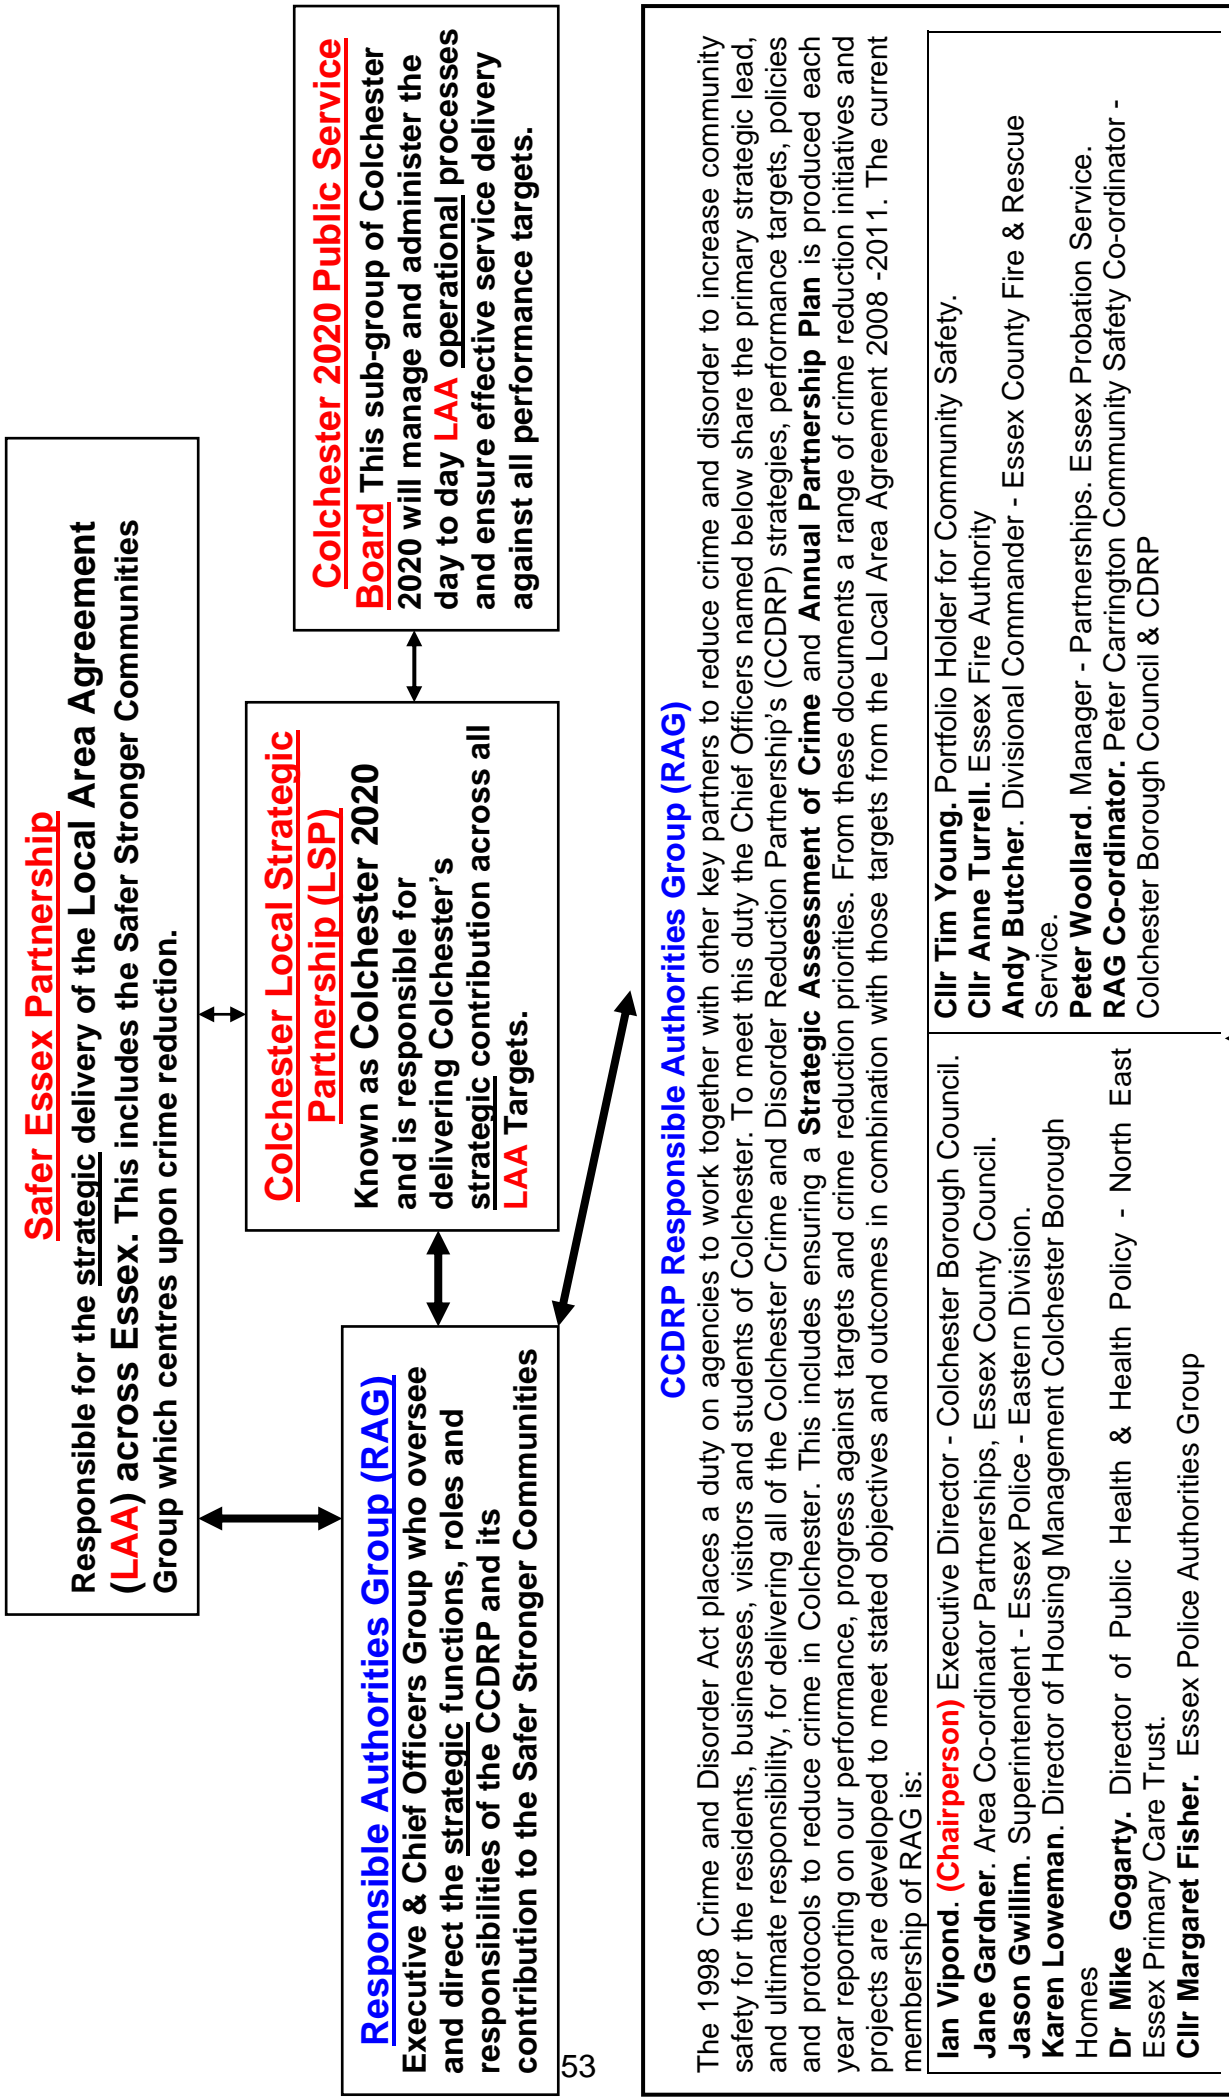 Safer Essex Partnership
Responsible for the strategic delivery of the Local Area Agreement
(LAA) across Essex. This includes the Safer Stronger Communities
Group which centres upon crime reduction.
Responsible Authorities Group (RAG)
Executive & Chief Officers Group who oversee
and direct the strategic functions, roles and
responsibilities of the CCDRP and its
contribution to the Safer Stronger Communities
Colchester Local Strategic
Partnership (LSP)
Known as Colchester 2020
and is responsible for
delivering Colchester’s
strategic contribution across all
LAA Targets.
Colchester 2020 Public Service
Board This sub-group of Colchester
2020 will manage and administer the
day to day LAA operational processes
and ensure effective service delivery
against all performance targets.
53
CCDRP Responsible Authorities Group (RAG)
The 1998 Crime and Disorder Act places a duty on agencies to work together with other key partners to reduce crime and disorder to increase community
safety for the residents, businesses, visitors and students of Colchester. To meet this duty the Chief Officers named below share the primary strategic lead,
and ultimate responsibility, for delivering all of the Colchester Crime and Disorder Reduction Partnership’s (CCDRP) strategies, performance targets, policies
and protocols to reduce crime in Colchester. This includes ensuring a Strategic Assessment of Crime and Annual Partnership Plan is produced each
year reporting on our performance, progress against targets and crime reduction priorities. From these documents a range of crime reduction initiatives and
projects are developed to meet stated objectives and outcomes in combination with those targets from the Local Area Agreement 2008 -2011. The current
membership of RAG is:
Ian Vipond. (Chairperson) Executive Director - Colchester Borough Council.
Jane Gardner. Area Co-ordinator Partnerships, Essex County Council.
Jason Gwillim. Superintendent - Essex Police - Eastern Division.
Karen Loweman. Director of Housing Management Colchester Borough
Homes
Dr Mike Gogarty. Director of Public Health & Health Policy - North East
Essex Primary Care Trust.
Cllr Margaret Fisher. Essex Police Authorities Group
Cllr Tim Young. Portfolio Holder for Community Safety.
Cllr Anne Turrell. Essex Fire Authority
Andy Butcher. Divisional Commander - Essex County Fire & Rescue
Service.
Peter Woollard. Manager - Partnerships. Essex Probation Service.
RAG Co-ordinator. Peter Carrington Community Safety Co-ordinator -
Colchester Borough Council & CDRP